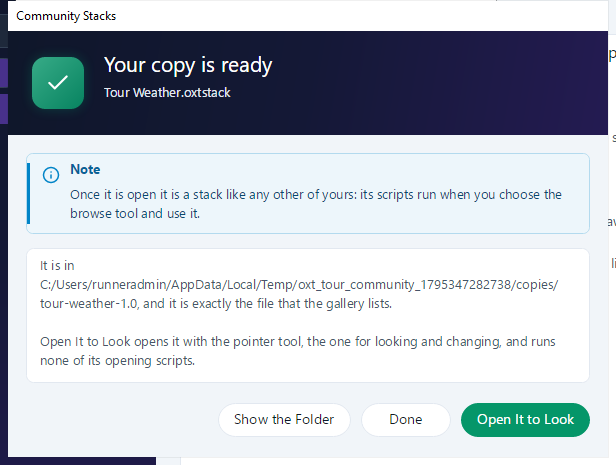 Community Stacks
Your copy is ready
Tour Weather.oxtstack
Note
Once it is open it is a stack like any other of yours: its scripts run when you choose the
browse tool and use it.
It is in
C:/Users/runneradmin/AppData/Local/Temp/oxt_tour_community_1795347282738/copies/
tour-weather-1.0, and it is exactly the file that the gallery lists.
Open It to Look opens it with the pointer tool, the one for looking and changing, and runs
none of its opening scripts.
Show the Folder
Done
Open It to Look